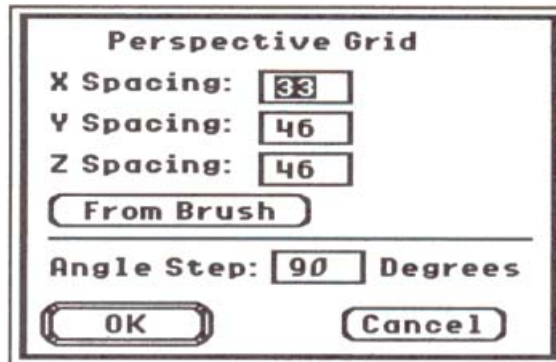 Perspective Grid
X Spacing: 33
Y Spacing: 46
Z Spacing: 46
From Brush
Angle Step: 90 Degrees
OK Cancel